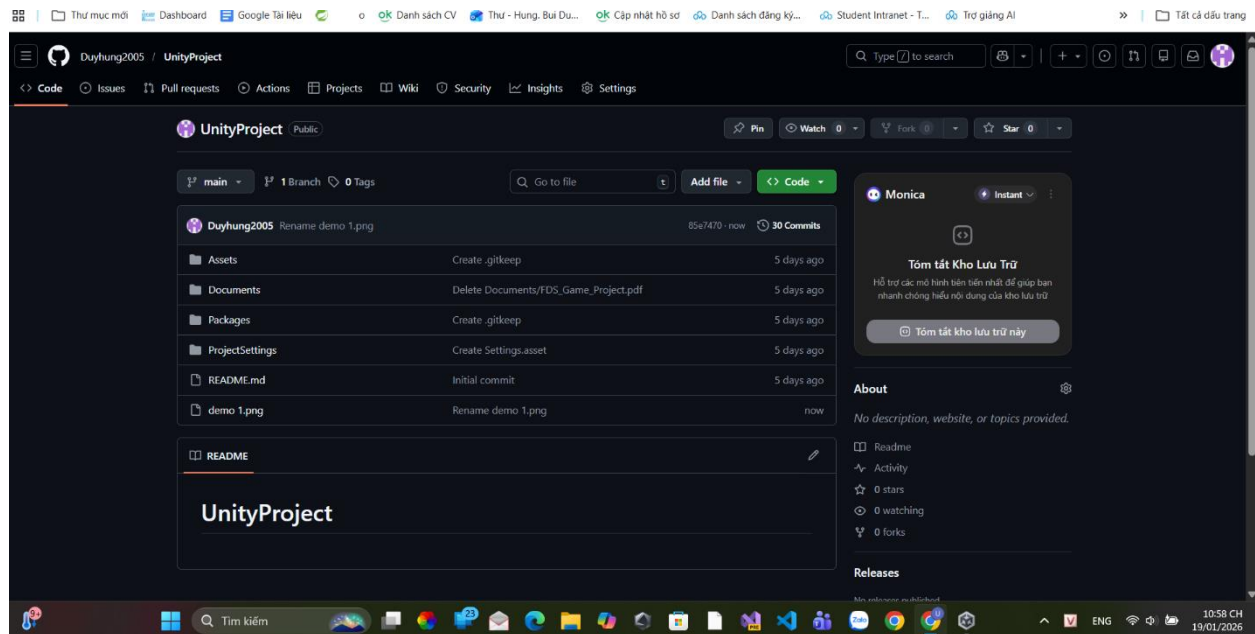 Thư mục mới Dashboard Google Tài liệu o Danh sách CV Thư - Hung. Bui Du... Cập nhật hồ sơ Danh sách đăng ký... Student Intranet - T... Trợ giảng AI » Tất cả dấu trang
Duyhung2005 / UnityProject Type / to search
Code Issues Pull requests Actions Projects Wiki Security Insights Settings
UnityProject Public Pin Watch 0 Fork 0 Star 0
main 1 Branch 0 Tags Go to file t Add file Code
Monica Instant
Duyhung2005 Rename demo 1.png 85e7470 · now 30 Commits
Assets Create .gitkeep 5 days ago
Tóm tắt Kho Lưu Trữ
Hỗ trợ các mô hình tiên tiến nhất để giúp bạn
nhanh chóng hiểu nội dung của kho lưu trữ
Documents Delete Documents/FDS_Game_Project.pdf 5 days ago
Packages Create .gitkeep 5 days ago
Tóm tắt kho lưu trữ này
ProjectSettings Create Settings.asset 5 days ago
README.md Initial commit 5 days ago
demo 1.png Rename demo 1.png now
About
No description, website, or topics provided.
Readme
Activity
0 stars
0 watching
0 forks
Releases
README
UnityProject
9+ Tìm kiếm 23 Zalo V ENG 10:58 CH
19/01/2026